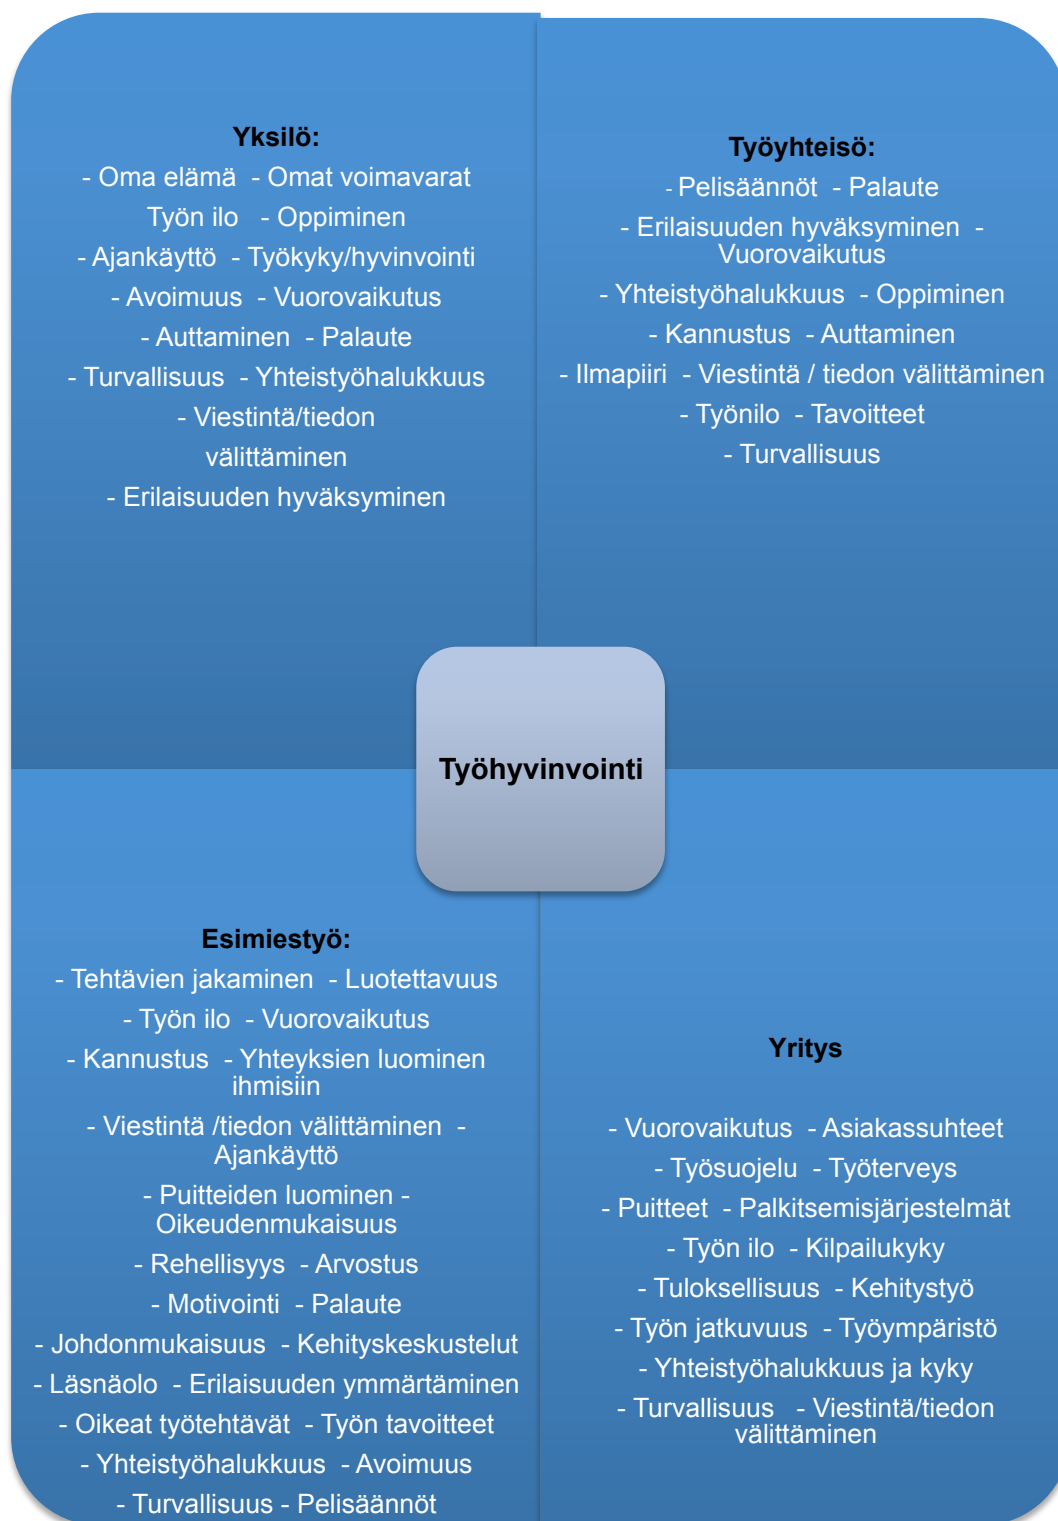 Yksilö:
- Oma elämä - Omat voimavarat
Työn ilo - Oppiminen
- Ajankäyttö - Työkyky/hyvinvointi
- Avoimuus - Vuorovaikutus
- Auttaminen - Palaute
- Turvallisuus - Yhteistyöhalukkuus
- Viestintä/tiedon
välittäminen
- Erilaisuuden hyväksyminen
Työyhteisö:
- Pelisäännöt - Palaute
- Erilaisuuden hyväksyminen -
Vuorovaikutus
- Yhteistyöhalukkuus - Oppiminen
- Kannustus - Auttaminen
- Ilmapiiri - Viestintä / tiedon välittäminen
- Työnilo - Tavoitteet
- Turvallisuus
Työhyvinvointi
Esimiestyö:
- Tehtävien jakaminen - Luotettavuus
- Työn ilo - Vuorovaikutus
- Kannustus - Yhteyksien luominen
ihmisiin
- Viestintä /tiedon välittäminen -
Ajankäyttö
- Puitteiden luominen -
Oikeudenmukaisuus
- Rehellisyys - Arvostus
- Motivointi - Palaute
- Johdonmukaisuus - Kehityskeskustelut
- Läsnäolo - Erilaisuuden ymmärtäminen
- Oikeat työtehtävät - Työn tavoitteet
- Yhteistyöhalukkuus - Avoimuus
- Turvallisuus - Pelisäännöt
Yritys
- Vuorovaikutus - Asiakassuhteet
- Työsuojelu - Työterveys
- Puitteet - Palkitsemisjärjestelmät
- Työn ilo - Kilpailukyky
- Tuloksellisuus - Kehitystyö
- Työn jatkuvuus - Työympäristö
- Yhteistyöhalukkuus ja kyky
- Turvallisuus - Viestintä/tiedon
välittäminen